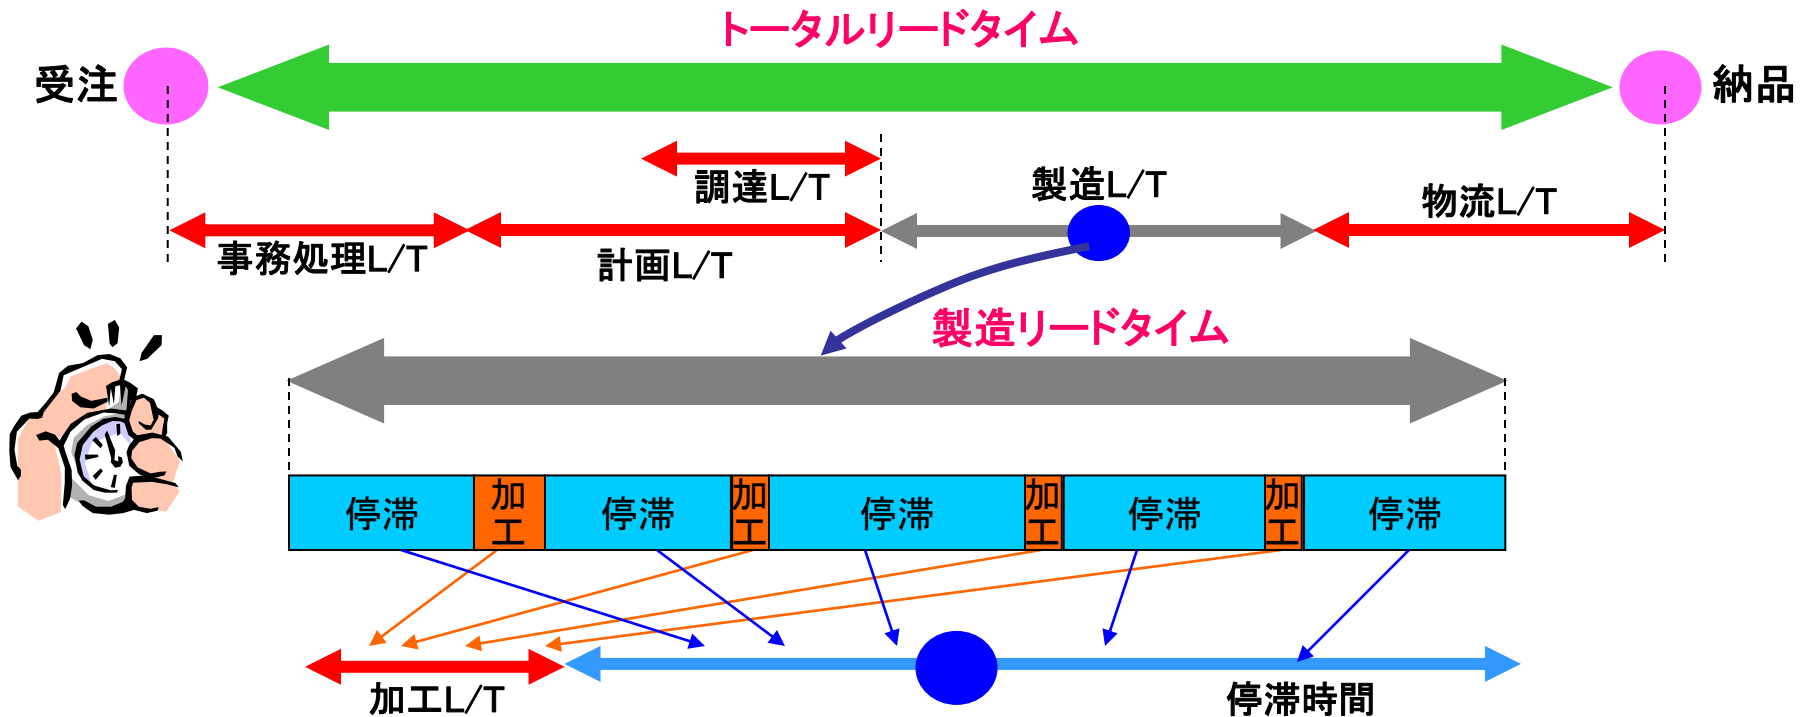 トータルリードタイム
受注
納品
調達L/T
製造L/T
物流L/T
事務処理L/T
計画L/T
製造リードタイム
停滞
加工
停滞
加工
停滞
加工
停滞
加工
停滞
加工L/T
停滞時間